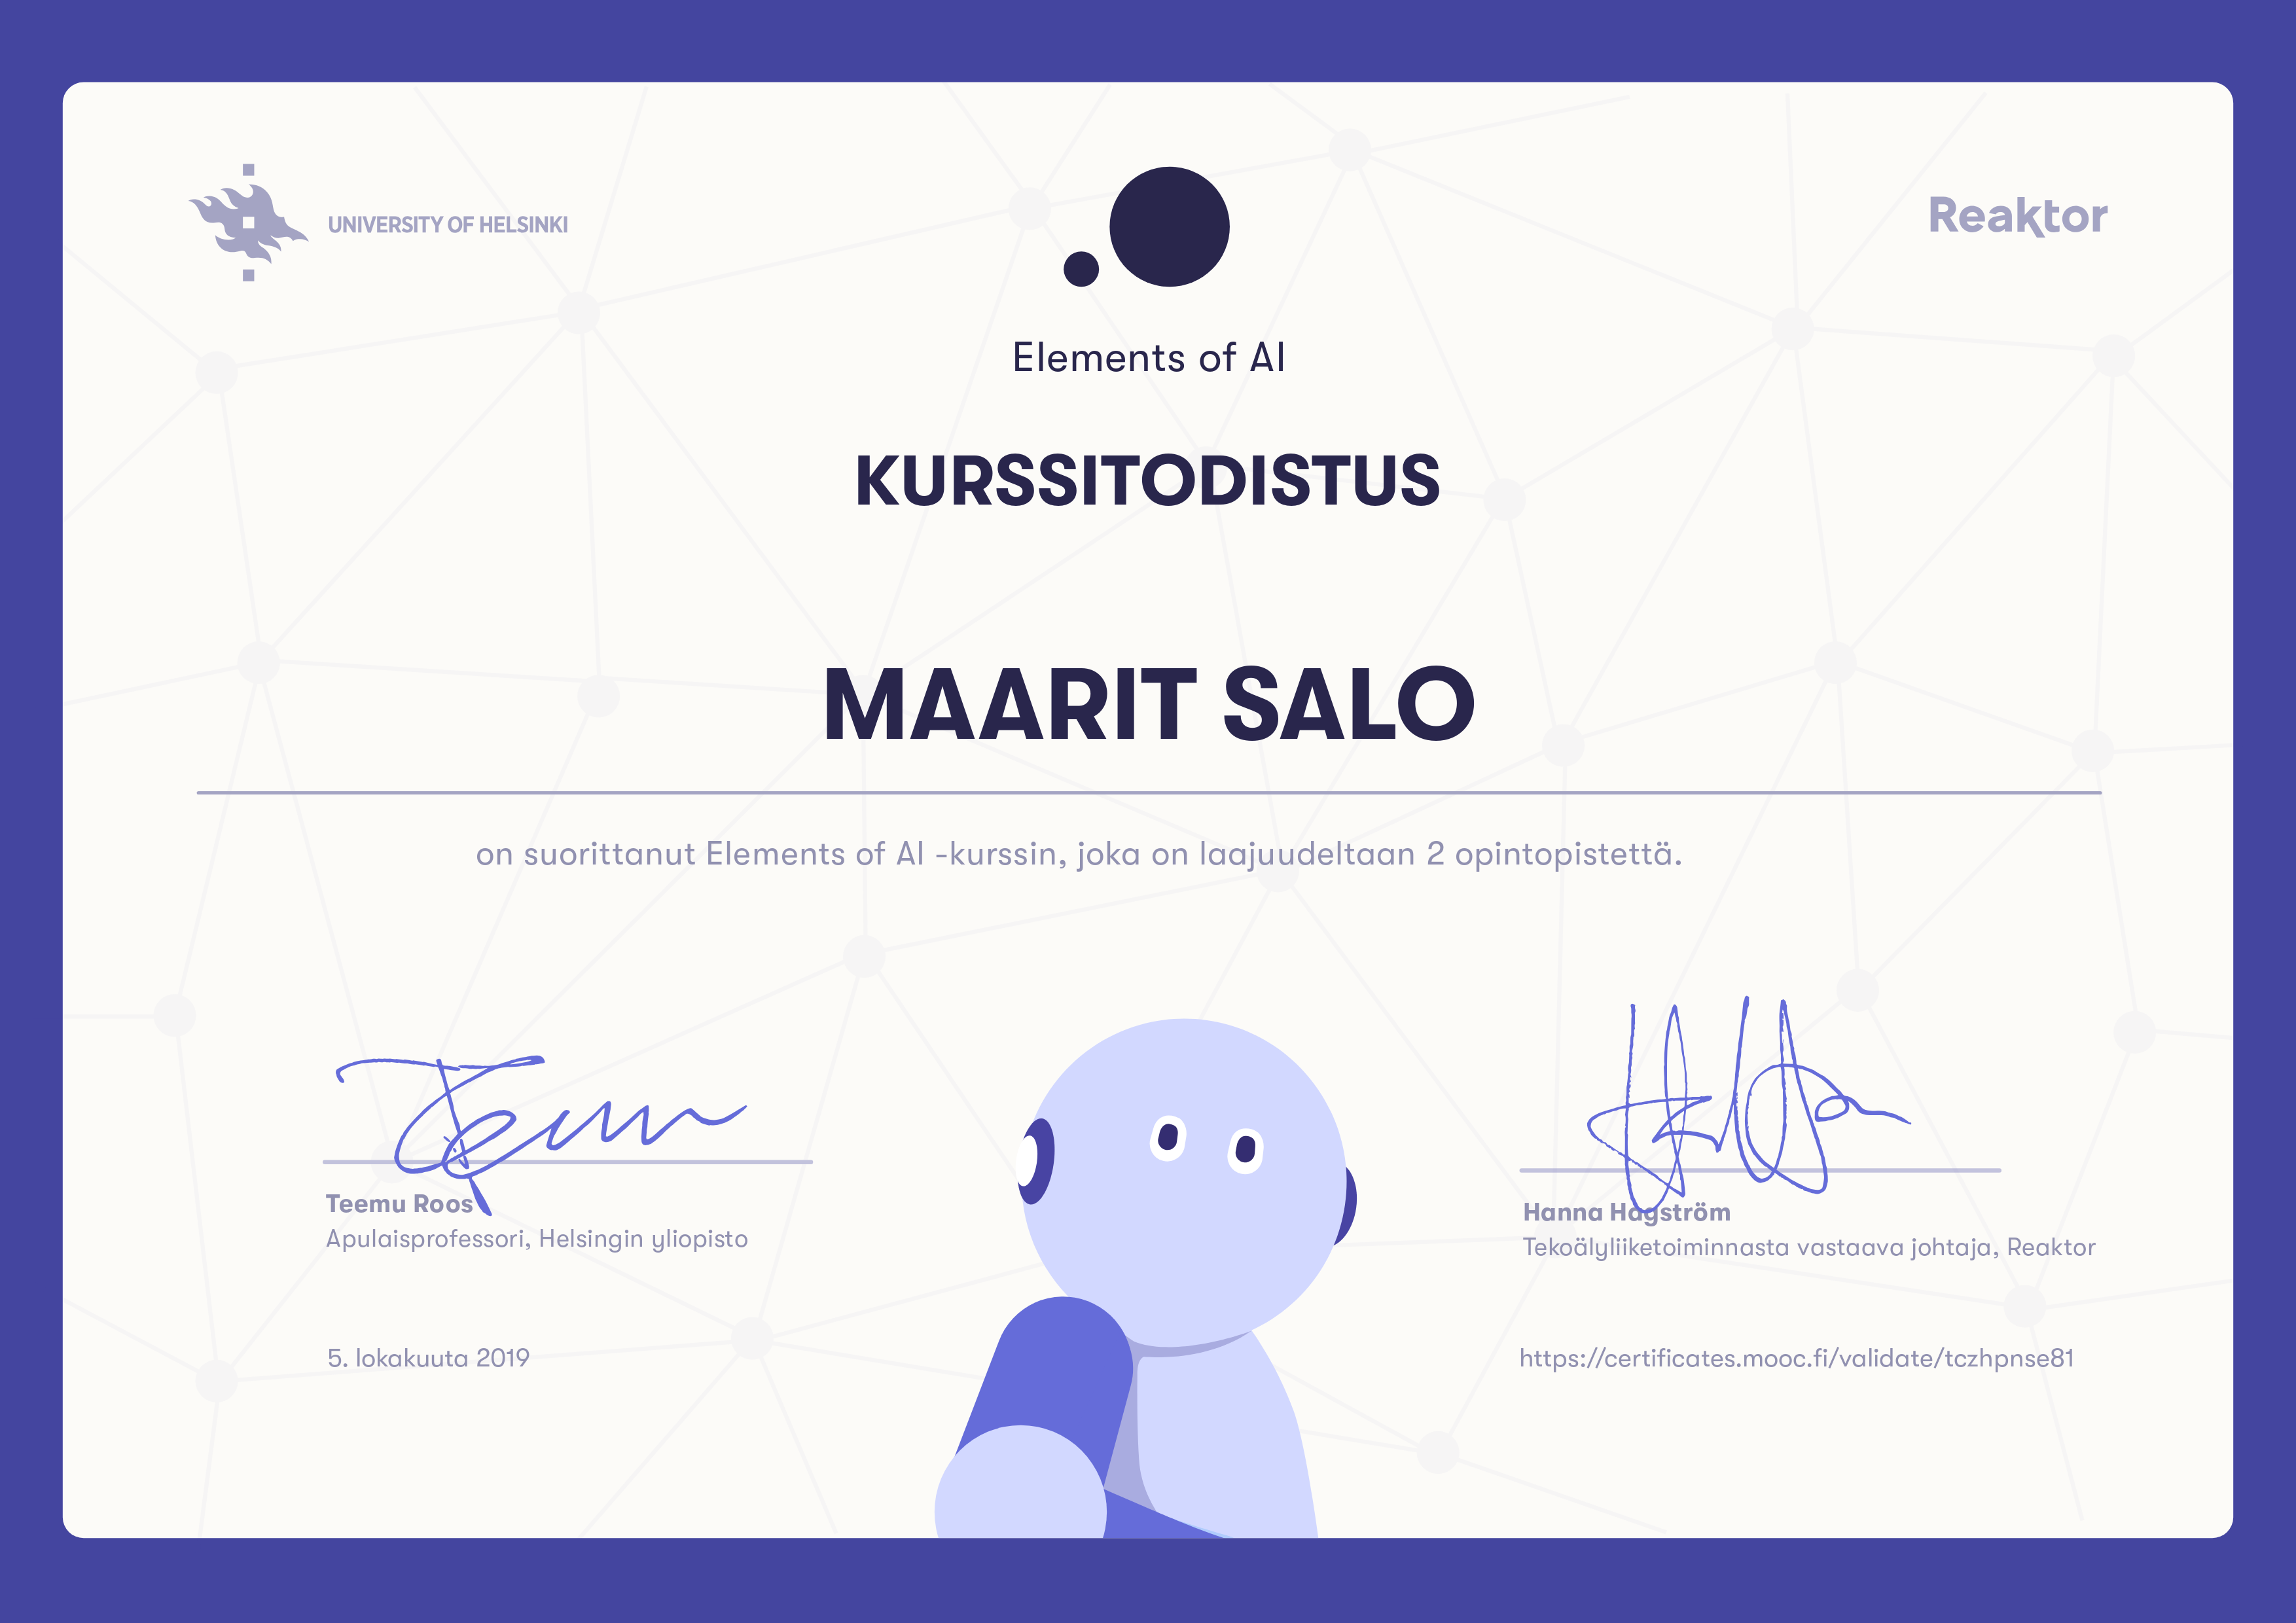 UNIVERSITY OF HELSINKI
Reaktor
Elements of AI
KURSSITODISTUS
MAARIT SALO
on suorittanut Elements of AI -kurssin, joka on laajuudeltaan 2 opintopistettä.
Teemu Roos
Apulaisprofessori, Helsingin yliopisto
Hanna Hagström
Tekoälyliiketoiminnasta vastaava johtaja, Reaktor
5. lokakuuta 2019
https://certificates.mooc.fi/validate/tczhpnse81